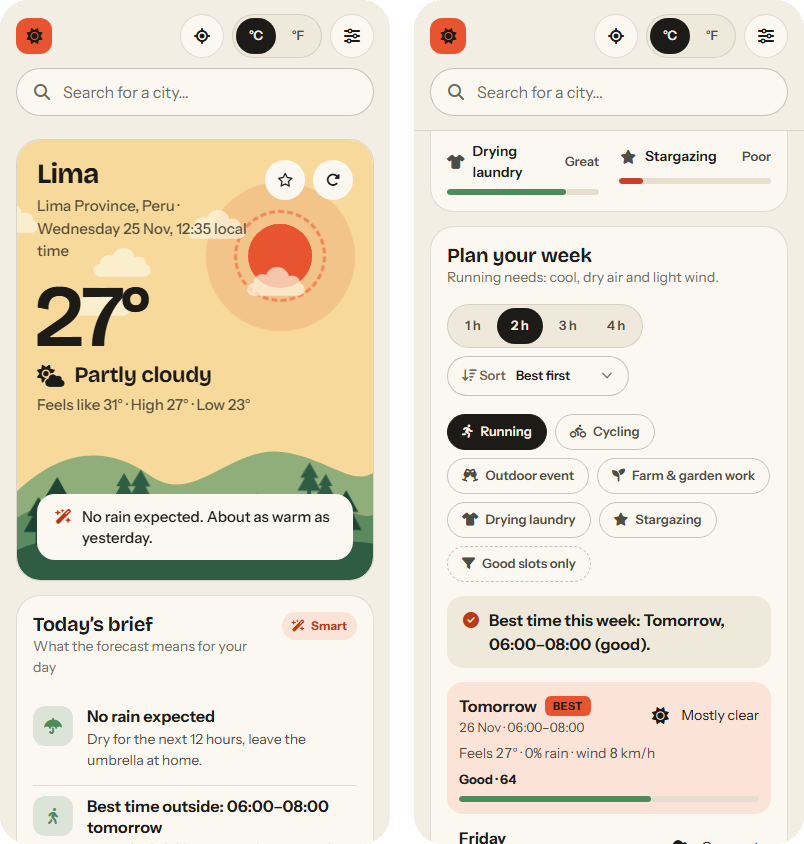 °C
°F
Search for a city...
Lima
Lima Province, Peru ·
Wednesday 25 Nov, 12:35 local
time
27°
Partly cloudy
Feels like 31° · High 27° · Low 23°
No rain expected. About as warm as
yesterday.
Today's brief
Smart
What the forecast means for your
day
No rain expected
Dry for the next 12 hours, leave the
umbrella at home.
Best time outside: 06:00–08:00
tomorrow
°C
°F
Search for a city...
Drying
laundry
Great
Stargazing
Poor
Plan your week
Running needs: cool, dry air and light wind.
1 h
2 h
3 h
4 h
Sort
Best first
Running
Cycling
Outdoor event
Farm & garden work
Drying laundry
Stargazing
Good slots only
Best time this week: Tomorrow,
06:00–08:00 (good).
Tomorrow
BEST
Mostly clear
26 Nov · 06:00–08:00
Feels 27° · 0% rain · wind 8 km/h
Good · 64
Friday